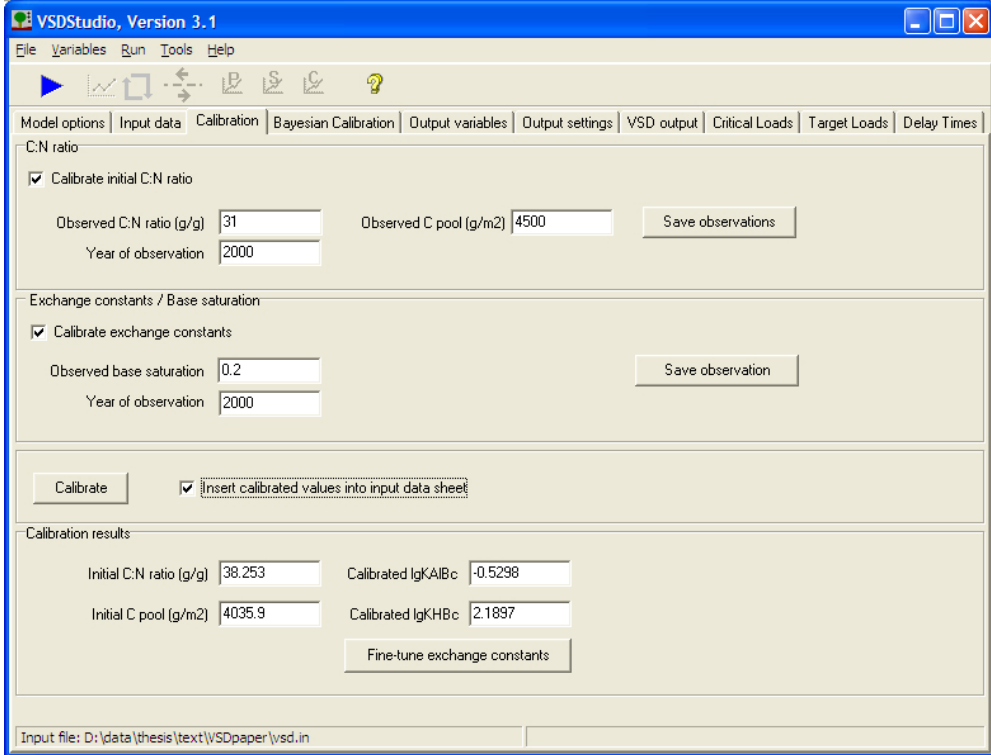 VSDStudio, Version 3.1
File Variables Run Tools Help
P S C ?
Model options Input data Calibration Bayesian Calibration Output variables Output settings VSD output Critical Loads Target Loads Delay Times
C:N ratio
Calibrate initial C:N ratio
Observed C:N ratio (g/g) 31 Observed C pool (g/m2) 4500 Save observations
Year of observation 2000
Exchange constants / Base saturation
Calibrate exchange constants
Observed base saturation 0.2 Save observation
Year of observation 2000
Calibrate Insert calibrated values into input data sheet
Calibration results
Initial C:N ratio (g/g) 38.253 Calibrated lgKAlBc -0.5298
Initial C pool (g/m2) 4035.9 Calibrated lgKHBc 2.1897
Fine-tune exchange constants
Input file: D:\data\thesis\text\VSDpaper\vsd.in